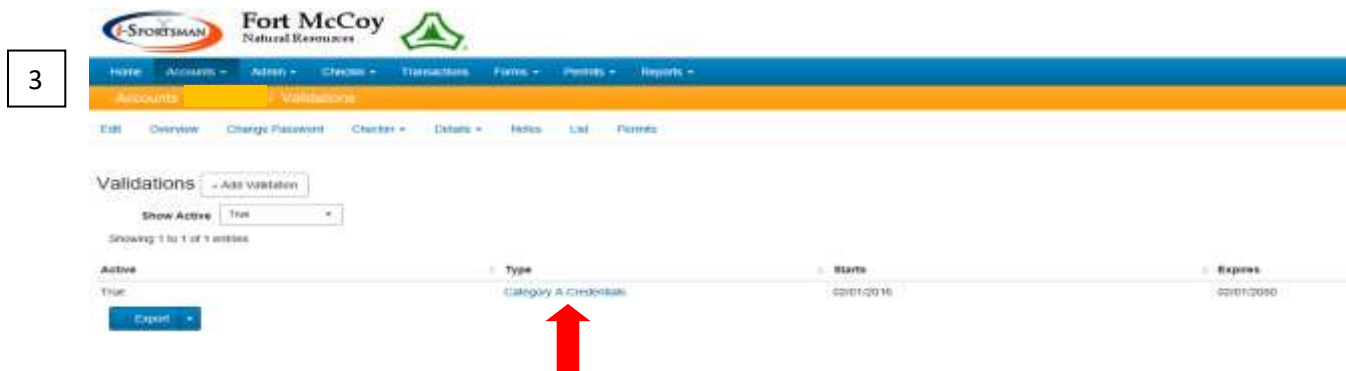 i-SPORTSMAN
Fort McCoy
Natural Resources
3
Home Accounts Admin Checkin Transactions Forms Permits Reports
Accounts / Validations
Edit Overview Change Password Checkin Details Notes List Permits
Validations + Add Validation
Show Active True
Showing 1 to 1 of 1 entries
Active Type Starts Expires
True Category A Credentials 02/01/2016 02/01/2050
Export